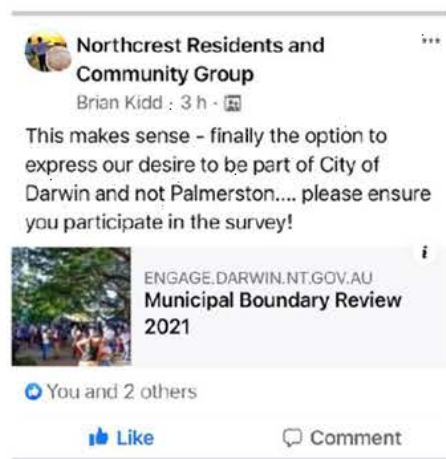 Northcrest Residents and
Community Group
Brian Kidd · 3 h ·
This makes sense - finally the option to
express our desire to be part of City of
Darwin and not Palmerston.... please ensure
you participate in the survey!
ENGAGE.DARWIN.NT.GOV.AU
Municipal Boundary Review
2021
You and 2 others
Like
Comment